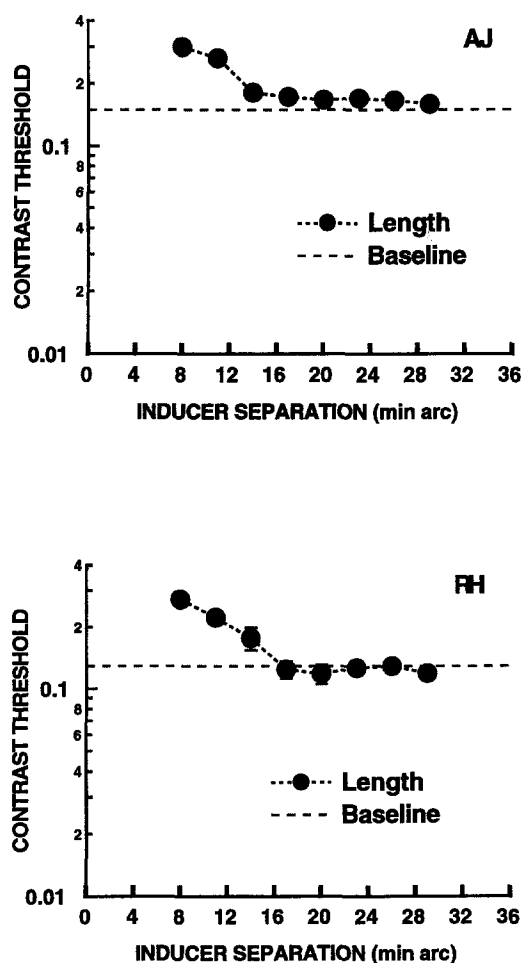 AJ
CONTRAST THRESHOLD
4
2
0.1
8
6
4
2
0.01
Length
Baseline
0 4 8 12 16 20 24 28 32 36
INDUCER SEPARATION (min arc)
RH
CONTRAST THRESHOLD
4
2
0.1
8
6
4
2
0.01
Length
Baseline
0 4 8 12 16 20 24 28 32 36
INDUCER SEPARATION (min arc)